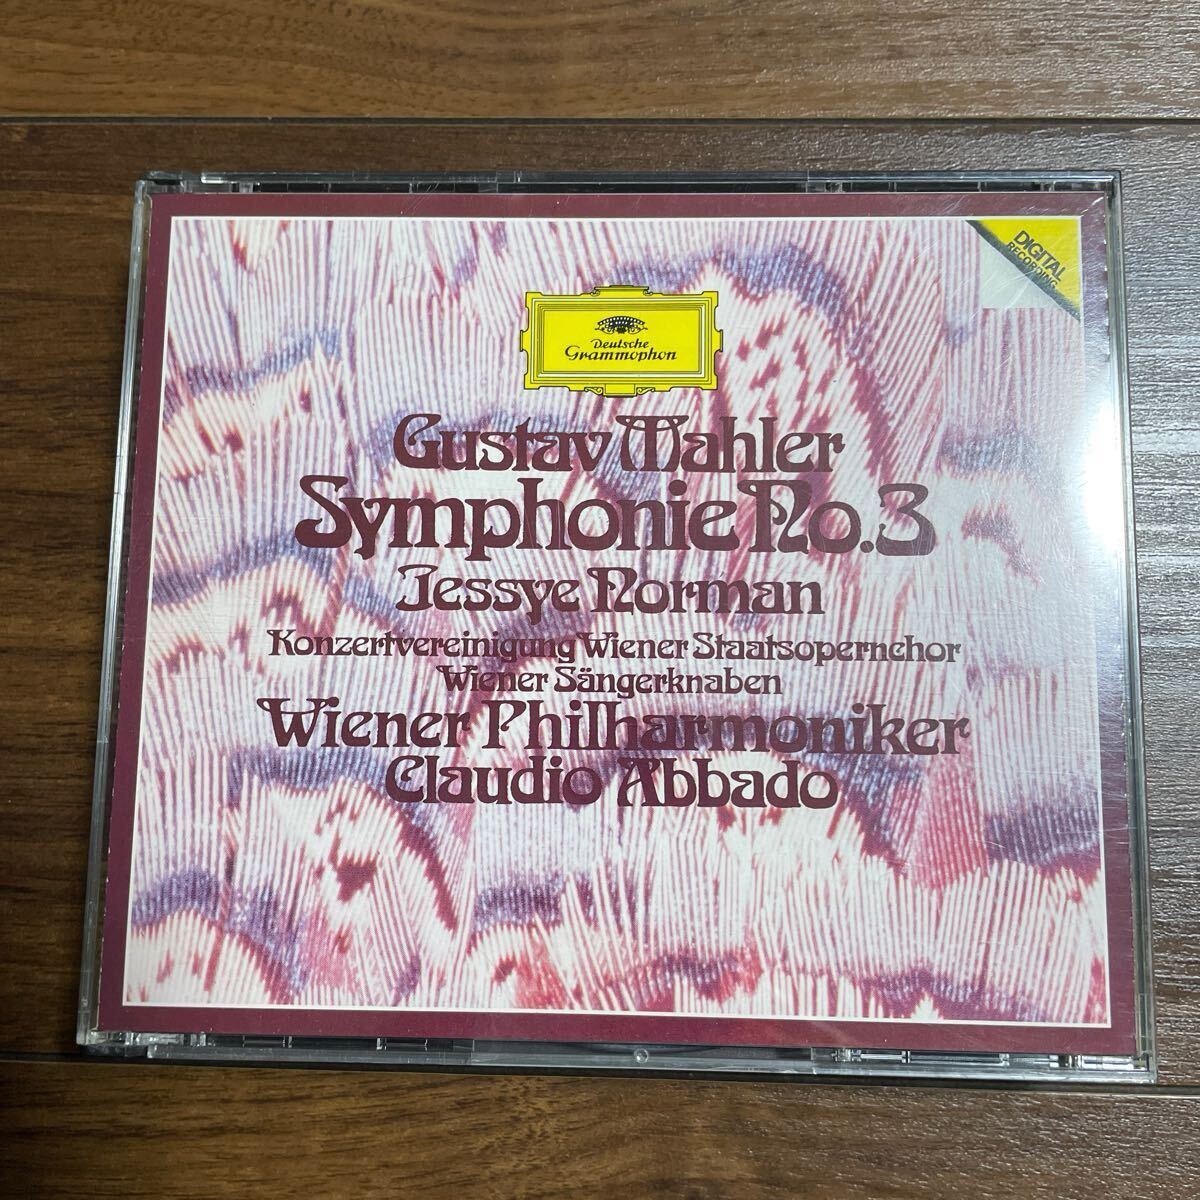 DIGITAL
RECORDING
Deutsche
Grammophon
Gustav Mahler
Symphonie No.3
Jessye Norman
Konzertvereinigung Wiener Staatsopernchor
Wiener Sängerknaben
Wiener Philharmoniker
Claudio Abbado